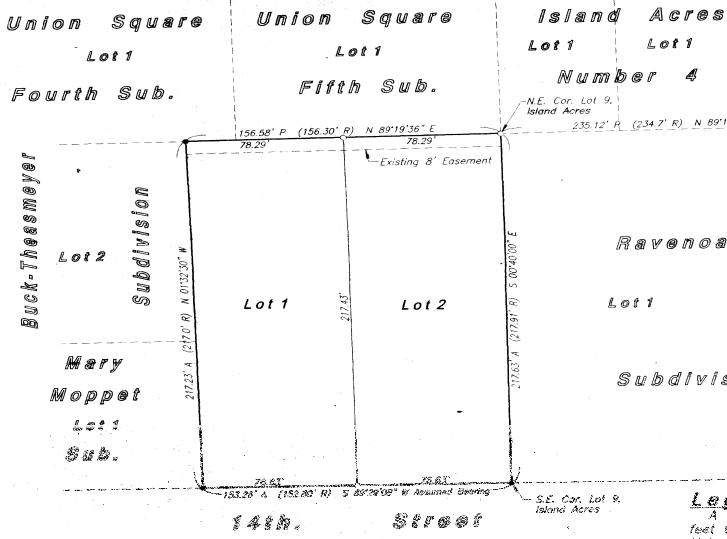 Union Square
Lot 1
Fourth Sub.
Union Square
Lot 1
Fifth Sub.
Island Acres
Lot 1 Lot 1
Number 4
N.E. Cor. Lot 9,
Island Acres
156.58' P (156.30' R) N 89°19'36" E
235.12' P (234.7' R) N 89°1
78.29'
78.29'
Existing 8' Easement
Buck-Theasmeyer
Subdivision
Lot 2
217.23' A (217.0' R) N 01°32'30" W
Lot 1
217.43'
Lot 2
217.63' A (217.91' R) S 00°40'00" E
Ravenoa
Lot 1
Subdivis
Mary
Moppet
Lot 1
Sub.
76.63'
76.63'
153.26' A (152.80' R) S 89°29'09" W Assumed Bearing
S.E. Cor. Lot 9,
Island Acres
14th. Street
Leg
A
feet